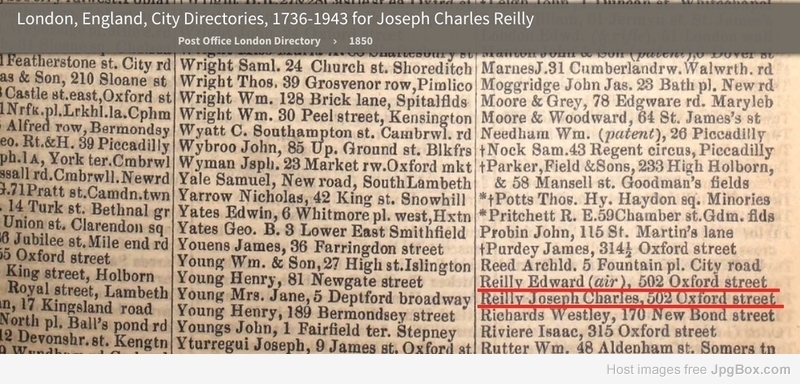 London, England, City Directories, 1736-1943 for Joseph Charles Reilly
Post Office London Directory › 1850
Featherstone st. City rd
as & Son, 210 Sloane st
Castle st.east, Oxford st
Nrfk.pl.Lrkhl.la.Cphm
Alfred row, Bermondsy
eo. Rt.&H. 39 Piccadilly
ph.1A, York ter.Cmbrwl
ssall rd.Cmbrwll.Newrd
G.71Pratt st.Camdn.twn
14 Turk st. Bethnal gr
Union st. Clarendon sq
6 Jubilee st.Mile end rd
55 Oxford street
King street, Holborn
Royal street, Lambeth
an, 17 Kingsland road
North pl. Ball's pond rd
12 Devonshr. st. Kengtn
Wright Saml. 24 Church st. Shoreditch
Wright Thos. 39 Grosvenor row,Pimlico
Wright Wm. 128 Brick lane, Spitalflds
Wright Wm. 30 Peel street, Kensington
Wyatt C. Southampton st. Cambrwl. rd
Wybroo John, 85 Up. Ground st. Blkfrs
Wyman Jsph. 23 Market rw.Oxford mkt
Yale Samuel, New road, SouthLambeth
Yarrow Nicholas, 42 King st. Snowhill
Yates Edwin, 6 Whitmore pl. west,Hxtn
Yates Geo. B. 3 Lower East Smithfield
Youens James, 36 Farringdon street
Young Wm. & Son,27 High st.Islington
Young Henry, 81 Newgate street
Young Mrs. Jane, 5 Deptford broadway
Young Henry, 189 Bermondsey street
Youngs John, 1 Fairfield ter. Stepney
Yturregui Joseph, 9 James st. Oxford st
MarnesJ.31 Cumberlandrw.Walwrth. rd
Moggridge John Jas. 23 Bath pl. New rd
Moore & Grey, 78 Edgware rd. Maryleb
Moore & Woodward, 64 St. James's st
Needham Wm. (patent), 26 Piccadilly
†Nock Sam.43 Regent circus, Piccadilly
†Parker,Field &Sons, 233 High Holborn,
& 58 Mansell st. Goodman's fields
*†Potts Thos. Hy. Haydon sq. Minories
*Pritchett R. E.59Chamber st.Gdm. flds
Probin John, 115 St. Martin's lane
†Purdey James, 314½ Oxford street
Reed Archld. 5 Fountain pl. City road
Reilly Edward (air), 502 Oxford street
Reilly Joseph Charles, 502 Oxford street
Richards Westley, 170 New Bond street
Riviere Isaac, 315 Oxford street
Rutter Wm. 48 Aldenham st. Somers tn
Host images free JpgBox.com